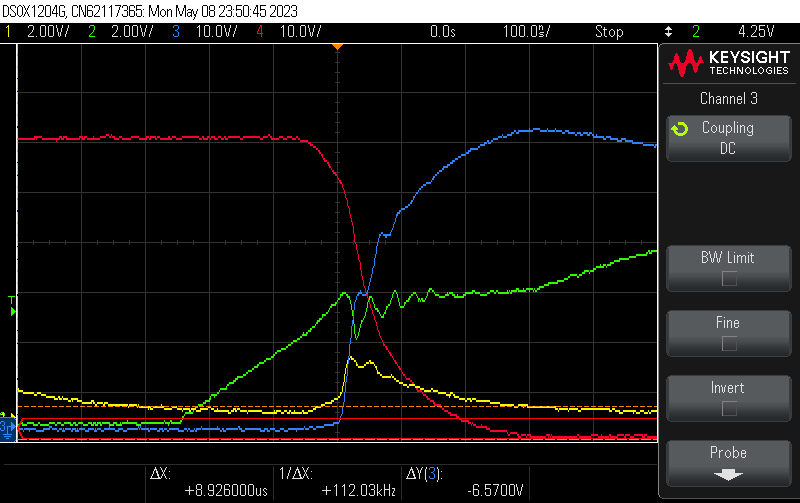 DSOX1204G, CN62117365: Mon May 08 23:50:45 2023
1 2.00V/ 2 2.00V/ 3 10.0V/ 4 10.0V/ 0.0s 100.0ns/ Stop 2 4.25V
KEYSIGHT
TECHNOLOGIES
Channel 3
Coupling
DC
BW Limit
Fine
Invert
Probe
T
3
ΔX:
+8.926000us
1/ΔX:
+112.03kHz
ΔY(3):
-6.5700V